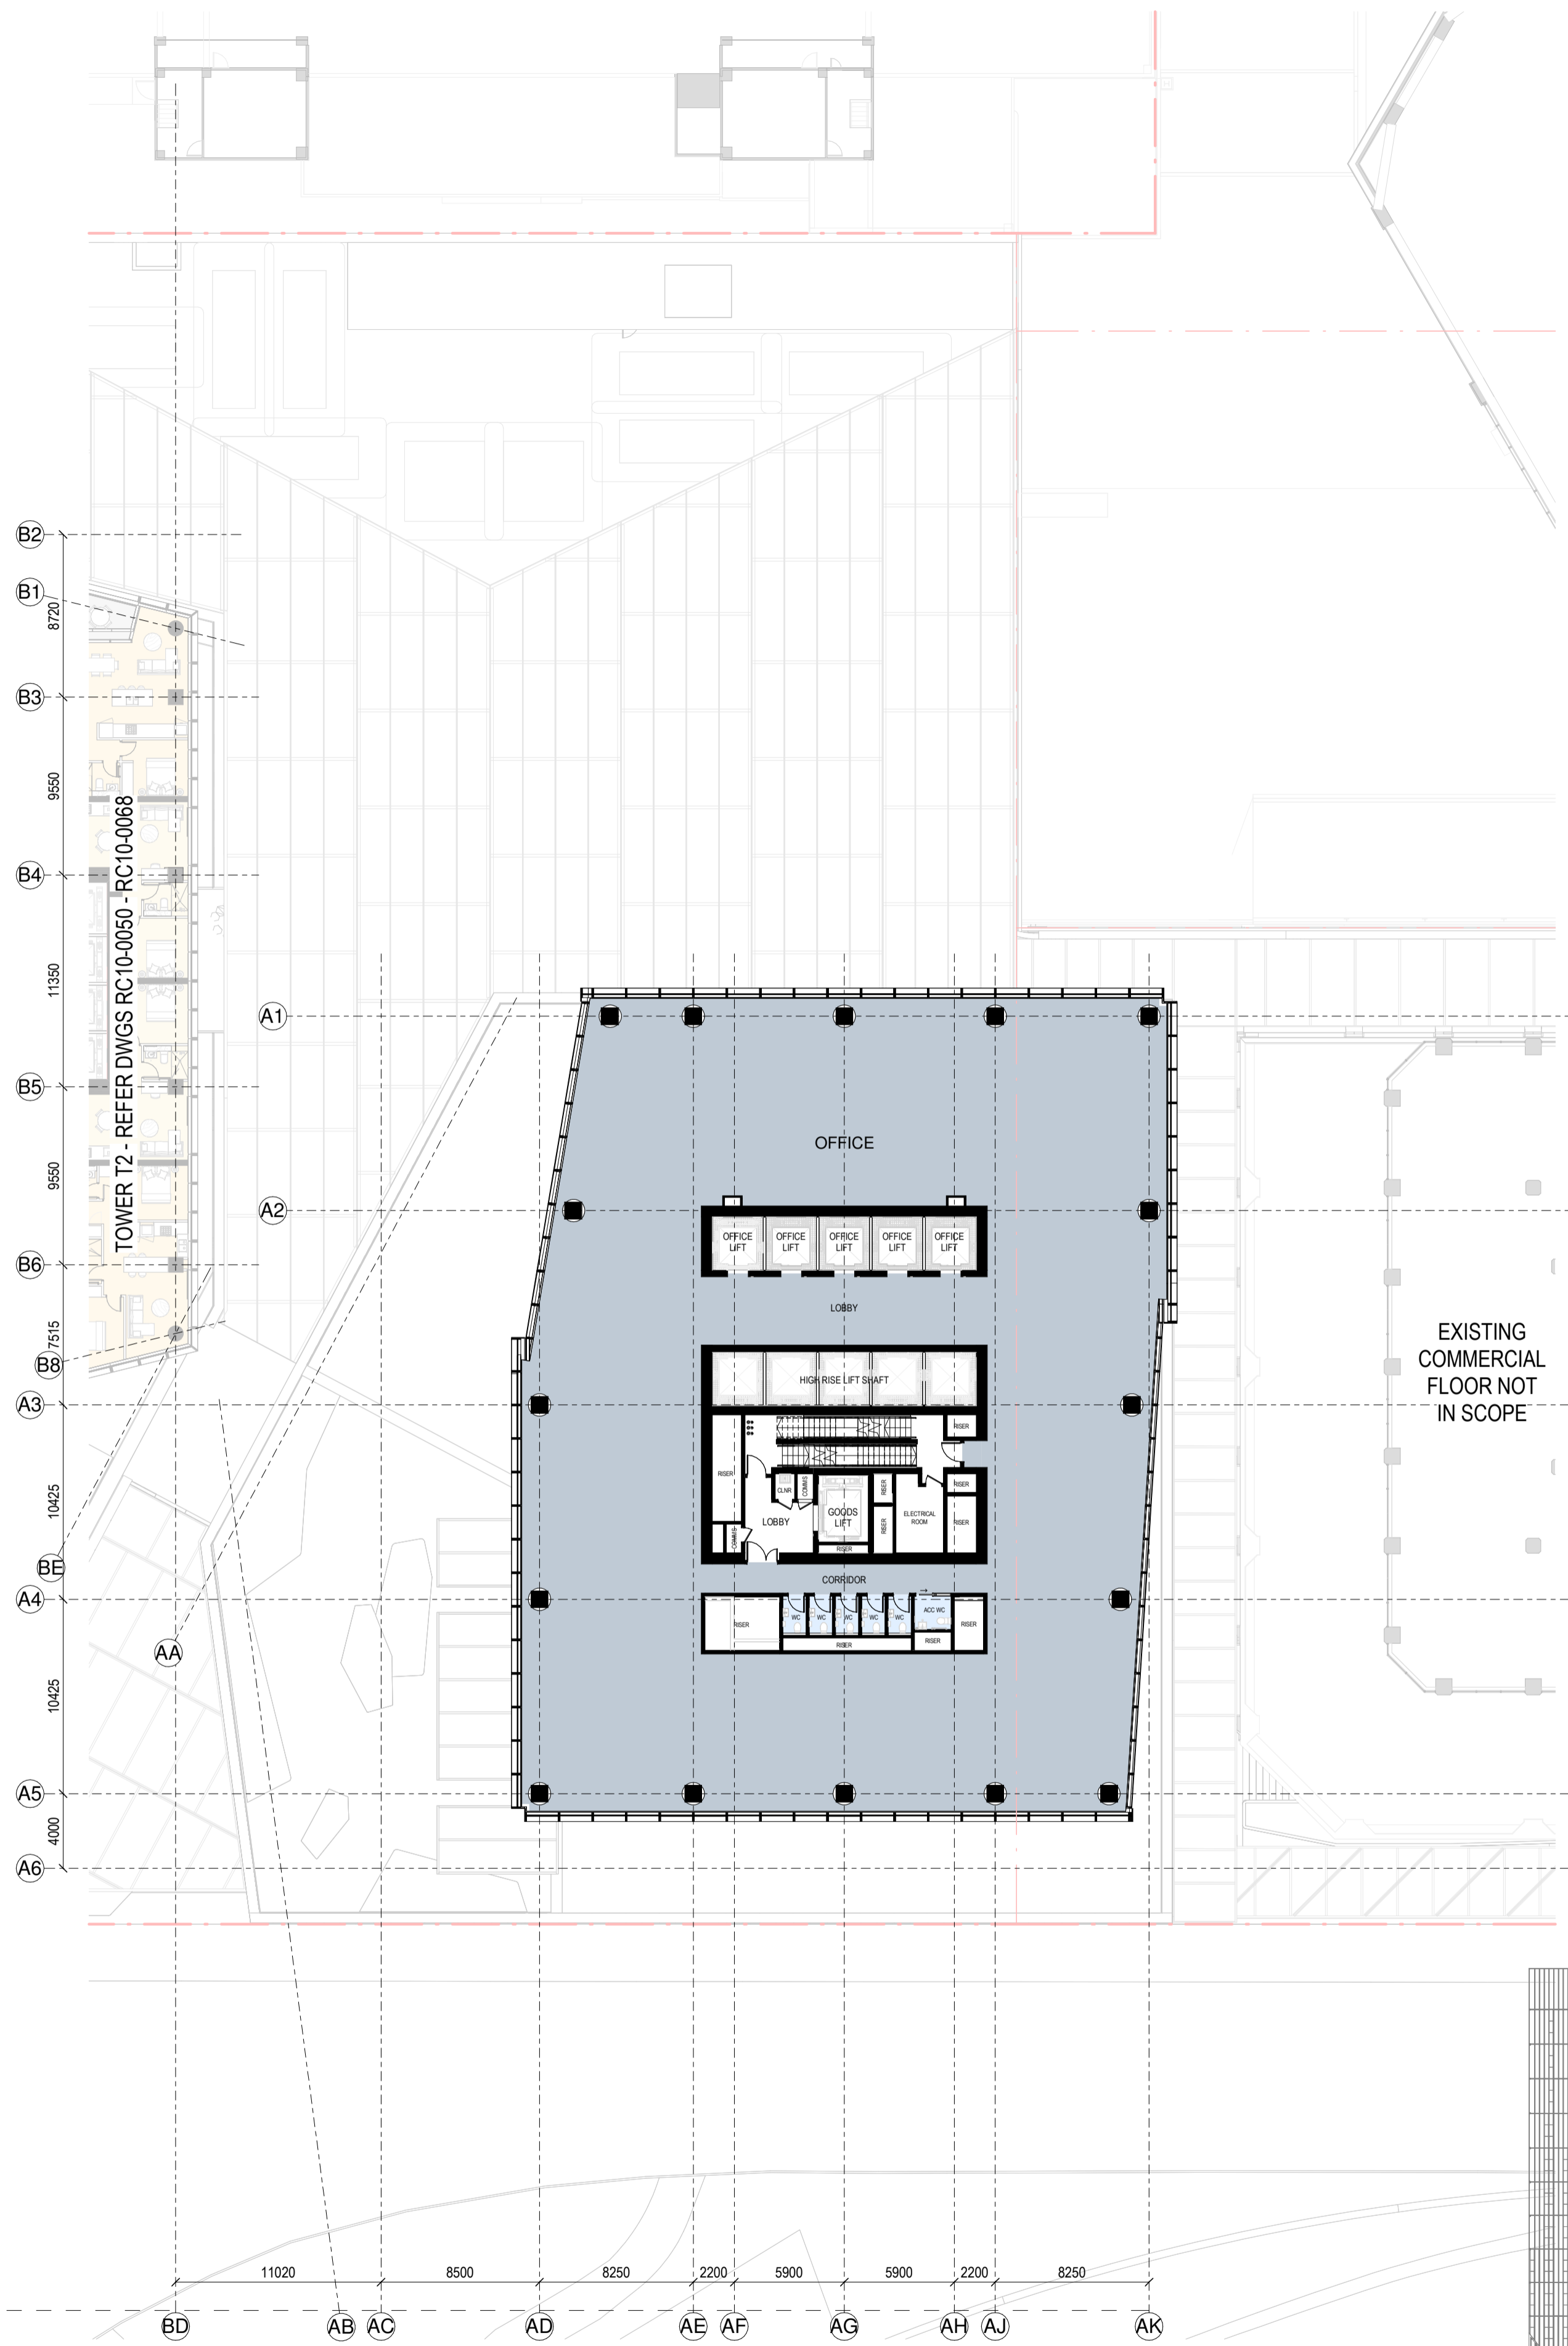 B2
B1
8720
B3
9550
TOWER T2 - REFER DWGS RC10-0050 - RC10-0068
B4
11350
A1
B5
OFFICE
9550
A2
OFFICE
LIFT
OFFICE
LIFT
OFFICE
LIFT
OFFICE
LIFT
OFFICE
LIFT
B6
LOBBY
7515
EXISTING
COMMERCIAL
FLOOR NOT
IN SCOPE
B8
HIGH RISE LIFT SHAFT
A3
RISER
RISER
CLNR
COMMS
RISER
RISER
10425
GOODS
LIFT
ELECTRICAL
ROOM
LOBBY
RISER
RISER
COMMS
RISER
BE
CORRIDOR
A4
RISER
WC
WC
WC
WC
WC
ACC WC
RISER
RISER
RISER
AA
10425
A5
4000
A6
11020
8500
8250
2200
5900
5900
2200
8250
BD
AB
AC
AD
AE
AF
AG
AH
AJ
AK